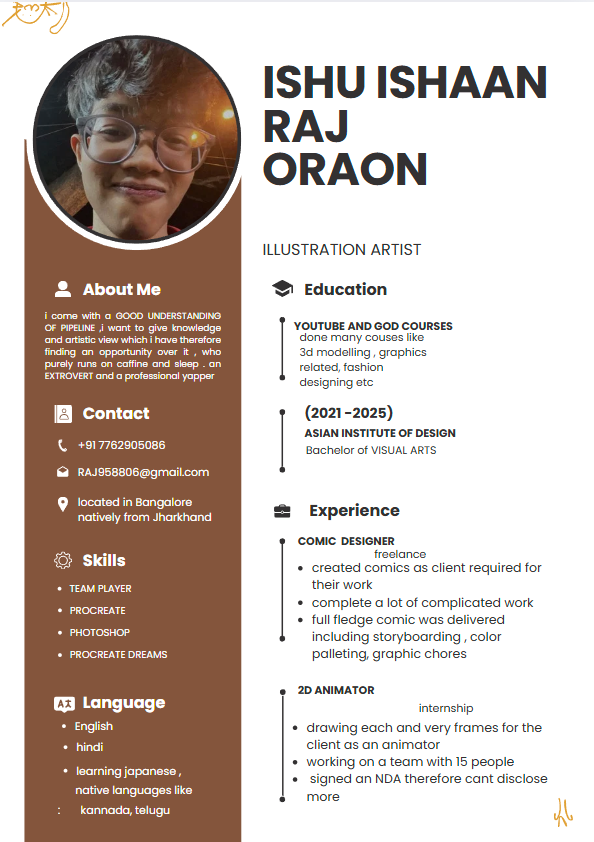 ISHU ISHAAN
RAJ
ORAON
ILLUSTRATION ARTIST
About Me
i come with a GOOD UNDERSTANDING
OF PIPELINE ,i want to give knowledge
and artistic view which i have therefore
finding an opportunity over it , who
purely runs on caffine and sleep . an
EXTROVERT and a professional yapper
Contact
+91 7762905086
RAJ958806@gmail.com
located in Bangalore
natively from Jharkhand
Skills
• TEAM PLAYER
• PROCREATE
• PHOTOSHOP
• PROCREATE DREAMS
Language
• English
• hindi
• learning japanese ,
native languages like
: kannada, telugu
Education
YOUTUBE AND GOD COURSES
done many couses like
3d modelling , graphics
related, fashion
designing etc
(2021 -2025)
ASIAN INSTITUTE OF DESIGN
Bachelor of VISUAL ARTS
Experience
COMIC DESIGNER
freelance
• created comics as client required for
their work
• complete a lot of complicated work
• full fledge comic was delivered
including storyboarding , color
palleting, graphic chores
2D ANIMATOR
internship
• drawing each and very frames for the
client as an animator
• working on a team with 15 people
• signed an NDA therefore cant disclose
more